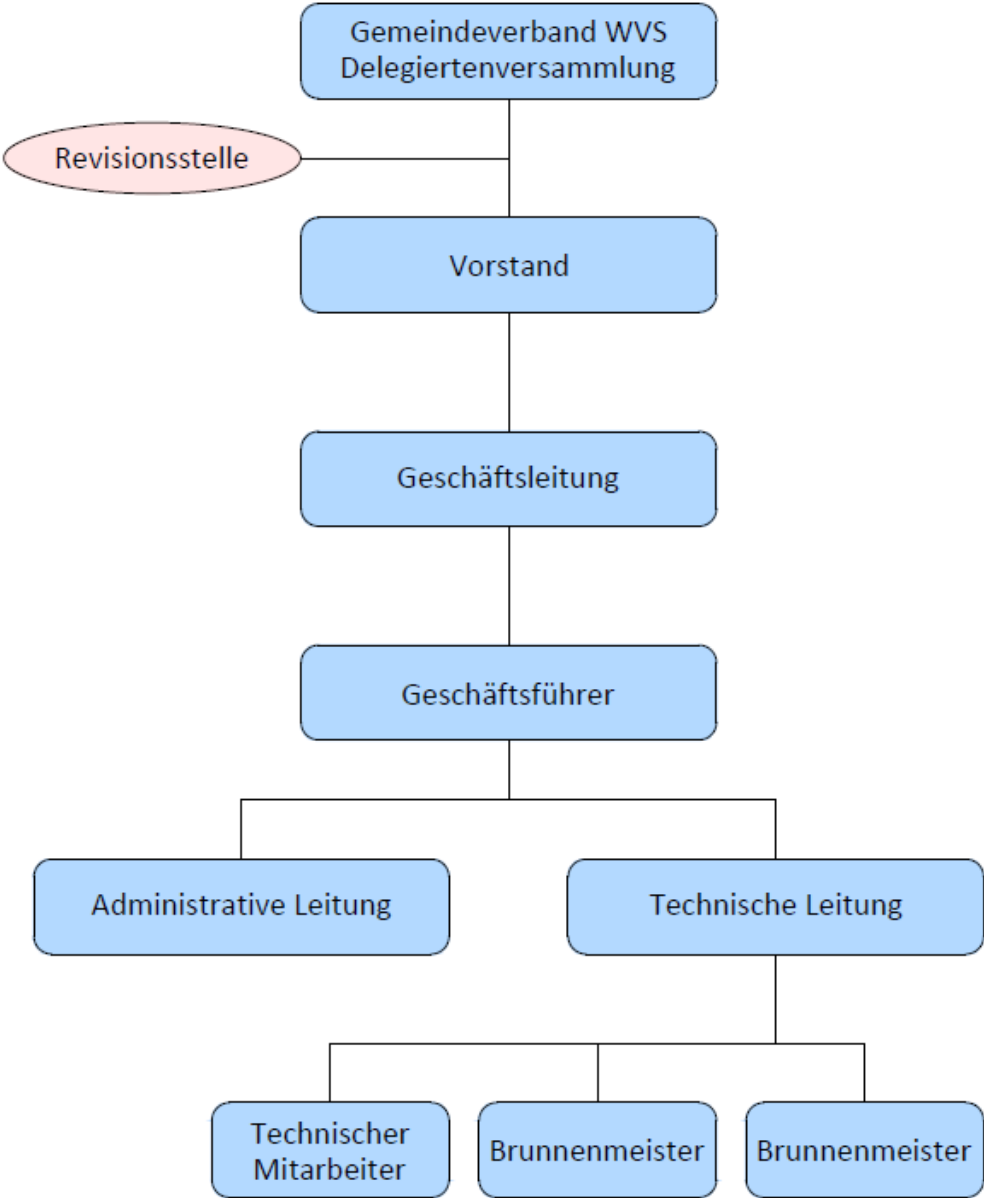 Gemeindeverband WVS
Delegiertenversammlung
Revisionsstelle
Vorstand
Geschäftsleitung
Geschäftsführer
Administrative Leitung
Technische Leitung
Technischer
Mitarbeiter
Brunnenmeister
Brunnenmeister